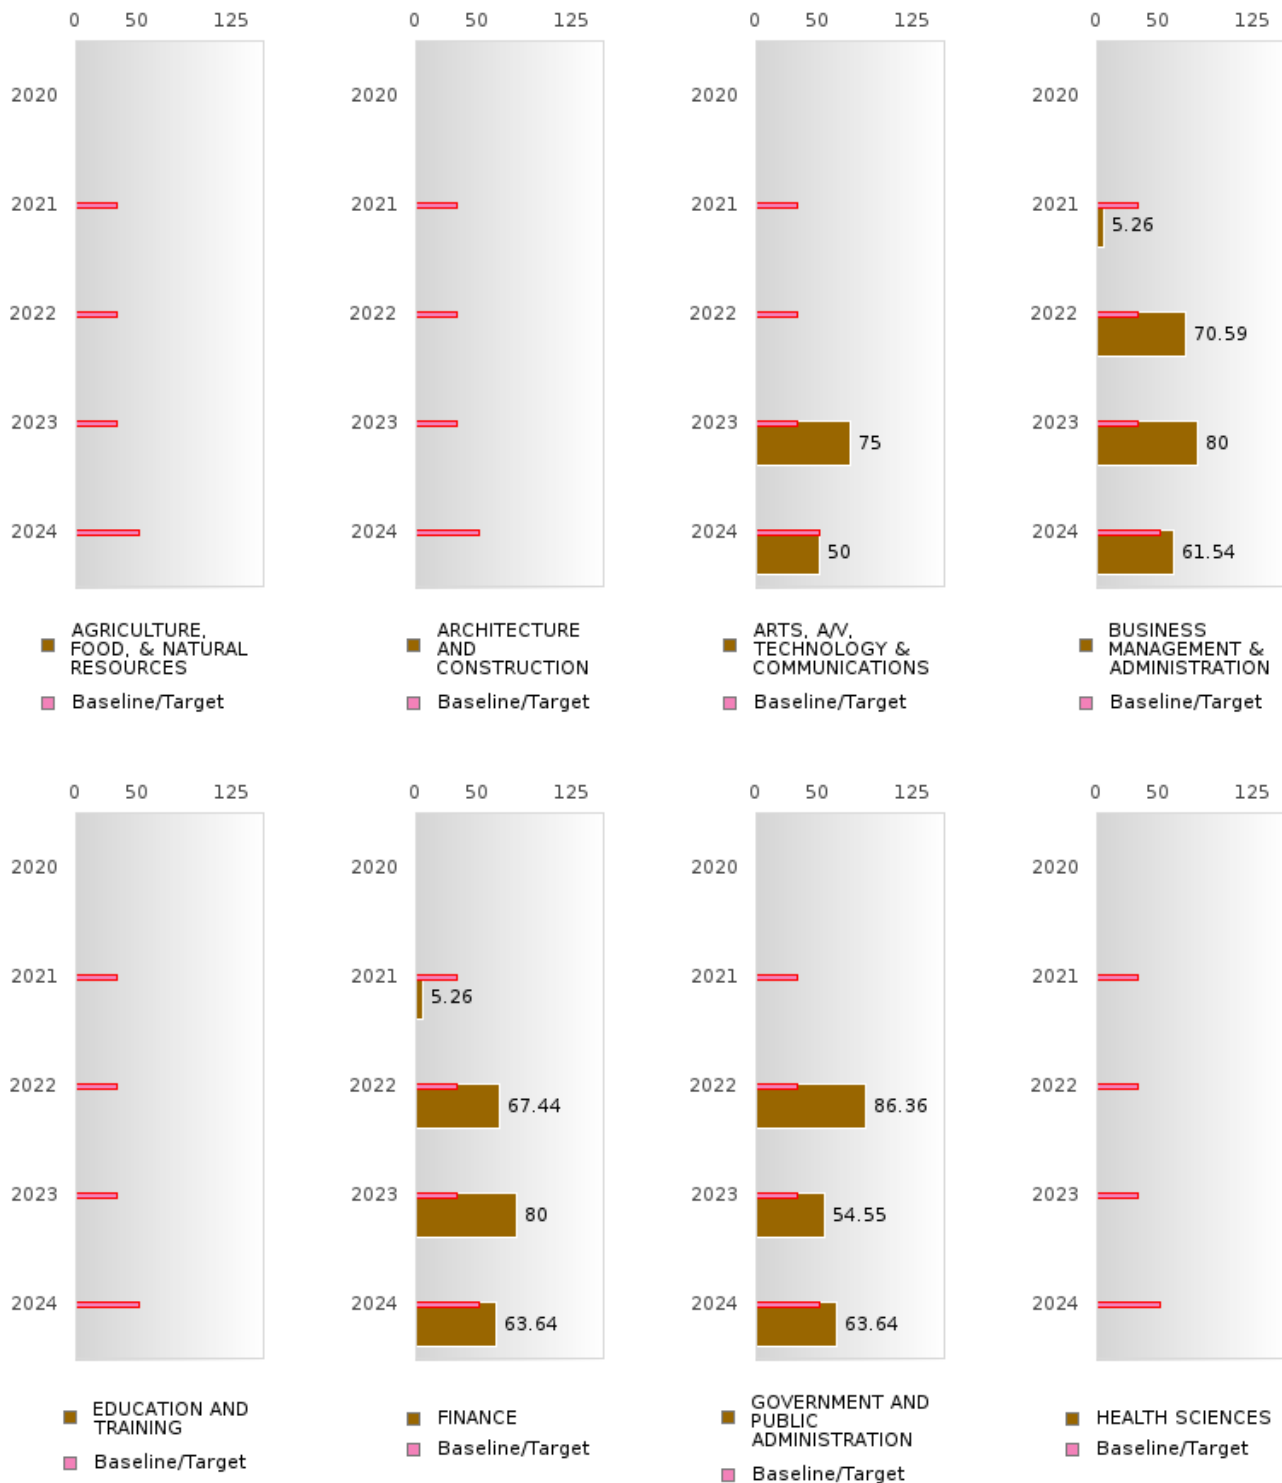 0 50 125
2020
2021
2022
2023
2024
AGRICULTURE,
FOOD, & NATURAL
RESOURCES
Baseline/Target
0 50 125
2020
2021
2022
2023
2024
ARCHITECTURE
AND
CONSTRUCTION
Baseline/Target
0 50 125
2020
2021
2022
2023
75
2024
50
ARTS, A/V,
TECHNOLOGY &
COMMUNICATIONS
Baseline/Target
0 50 125
2020
2021
5.26
2022
70.59
2023
80
2024
61.54
BUSINESS
MANAGEMENT &
ADMINISTRATION
Baseline/Target
0 50 125
2020
2021
2022
2023
2024
EDUCATION AND
TRAINING
Baseline/Target
0 50 125
2020
2021
5.26
2022
67.44
2023
80
2024
63.64
FINANCE
Baseline/Target
0 50 125
2020
2021
2022
86.36
2023
54.55
2024
63.64
GOVERNMENT AND
PUBLIC
ADMINISTRATION
Baseline/Target
0 50 125
2020
2021
2022
2023
2024
HEALTH SCIENCES
Baseline/Target